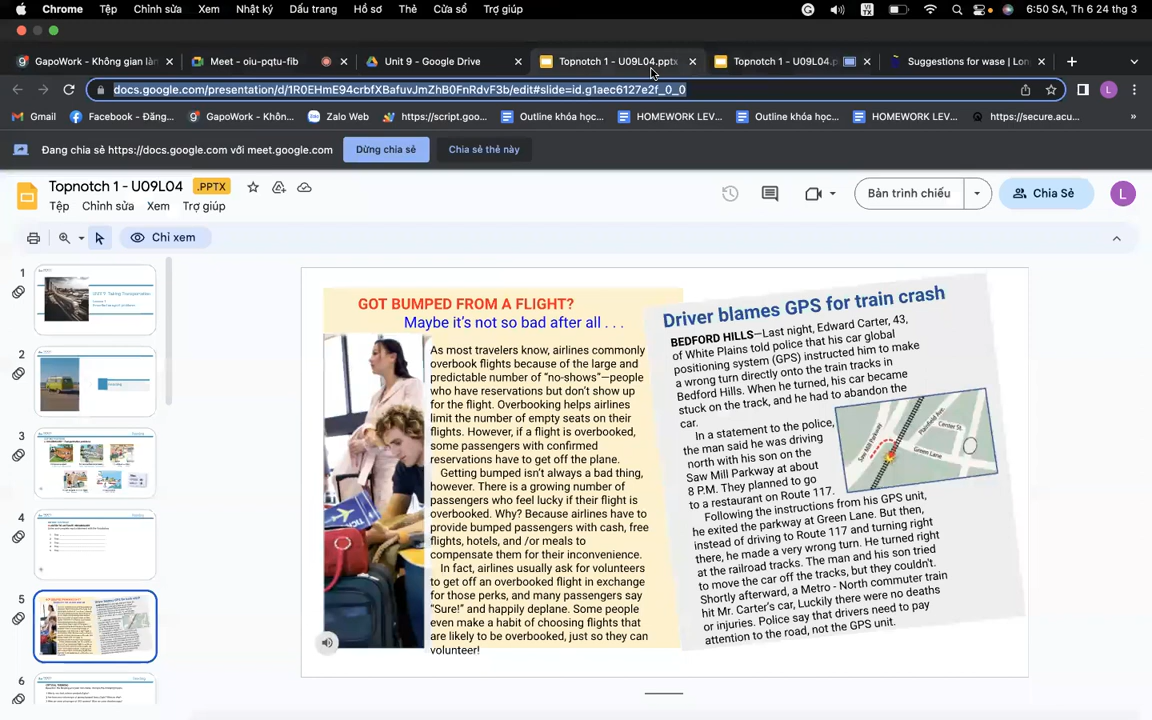 Chrome Tệp Chỉnh sửa Xem Nhật ký Dấu trang Hồ sơ Thẻ Cửa sổ Trợ giúp VI TX 6:50 SA, Th 6 24 thg 3
GapoWork - Không gian làn Meet - oiu-pqtu-fib Unit 9 - Google Drive Topnotch 1 - U09L04.pptx Topnotch 1 - U09L04.p Suggestions for wase | Lon
docs.google.com/presentation/d/1R0EHmE94crbfXBafuvJmZhB0FnRdvF3b/edit#slide=id.g1aec6127e2f_0_0 L
Gmail Facebook - Đăng... GapoWork - Khôn... Zalo Web https://script.goo... Outline khóa học... HOMEWORK LEV... Outline khóa học... HOMEWORK LEV... https://secure.acu... »
Đang chia sẻ https://docs.google.com với meet.google.com Dừng chia sẻ Chia sẻ thẻ này
Topnotch 1 - U09L04 .PPTX
Tệp Chỉnh sửa Xem Trợ giúp
Bản trình chiếu Chia Sẻ L
Chỉ xem
1
2
3
4
5
6
GOT BUMPED FROM A FLIGHT?
Maybe it's not so bad after all . . .
As most travelers know, airlines commonly
overbook flights because of the large and
predictable number of "no-shows"—people
who have reservations but don't show up
for the flight. Overbooking helps airlines
limit the number of empty seats on their
flights. However, if a flight is overbooked,
some passengers with confirmed
reservations have to get off the plane.
Getting bumped isn't always a bad thing,
however. There is a growing number of
passengers who feel lucky if their flight is
overbooked. Why? Because airlines have to
provide bumped passengers with cash, free
flights, hotels, and /or meals to
compensate them for their inconvenience.
In fact, airlines usually ask for volunteers
to get off an overbooked flight in exchange
for those perks, and many passengers say
"Sure!" and happily deplane. Some people
even make a habit of choosing flights that
are likely to be overbooked, just so they can
volunteer!
Driver blames GPS for train crash
BEDFORD HILLS—Last night, Edward Carter, 43,
of White Plains told police that his car global
positioning system (GPS) instructed him to make
a wrong turn directly onto the train tracks in
Bedford Hills. When he turned, his car became
stuck on the track, and he had to abandon the
car.
In a statement to the police,
the man said he was driving
north with his son on the
Saw Mill Parkway at about
8 P.M. They planned to go
to a restaurant on Route 117.
Following the instructions from his GPS unit,
he exited the parkway at Green Lane. But then,
instead of driving to Route 117 and turning right
there, he made a very wrong turn. He turned right
at the railroad tracks. The man and his son tried
to move the car off the tracks, but they couldn't.
Shortly afterward, a Metro - North commuter train
hit Mr. Carter's car, Luckily there were no deaths
or injuries. Police say that drivers need to pay
attention to the road, not the GPS unit.
Saw Mill Parkway
Playfield Ave.
Center St.
Green Lane